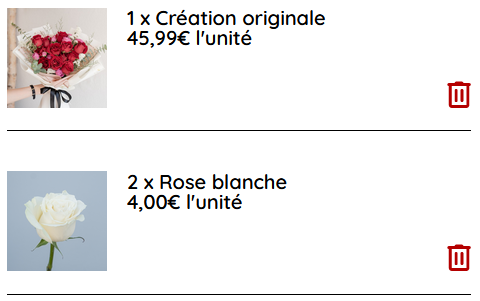 1 x Création originale
45,99€ l'unité
2 x Rose blanche
4,00€ l'unité